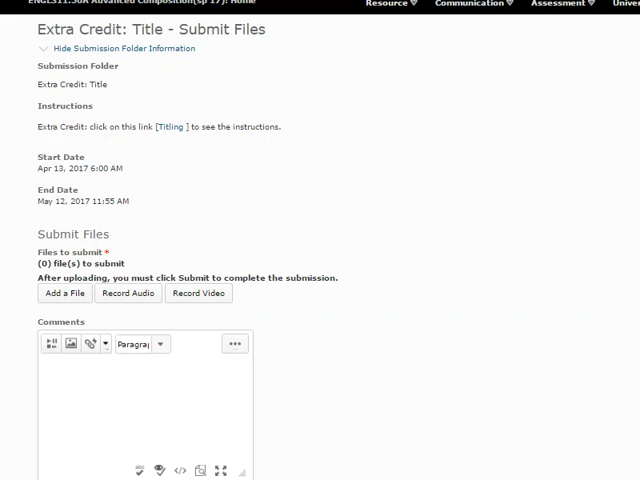 ENGL311.50A Advanced Composition(sp 17): Home
Resource Communication Assessment
Extra Credit: Title - Submit Files
Hide Submission Folder Information
Submission Folder
Extra Credit: Title
Instructions
Extra Credit: click on this link [Titling ] to see the instructions.
Start Date
Apr 13, 2017 6:00 AM
End Date
May 12, 2017 11:55 AM
Submit Files
Files to submit *
(0) file(s) to submit
After uploading, you must click Submit to complete the submission.
Add a File Record Audio Record Video
Comments
Paragra
abc